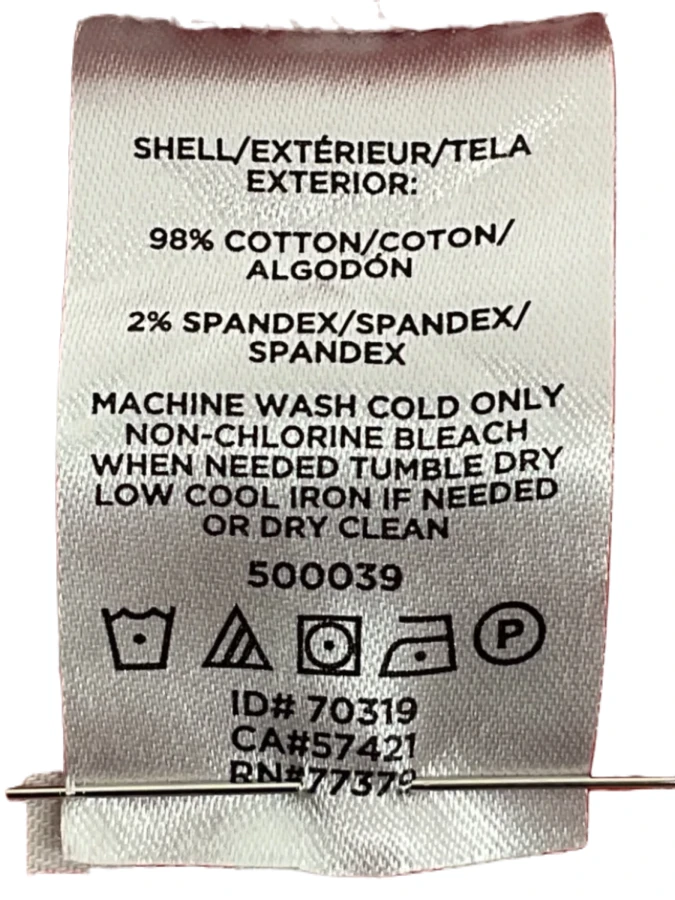 SHELL/EXTÉRIEUR/TELA
EXTERIOR:
98% COTTON/COTON/
ALGODÓN
2% SPANDEX/SPANDEX/
SPANDEX
MACHINE WASH COLD ONLY
NON-CHLORINE BLEACH
WHEN NEEDED TUMBLE DRY
LOW COOL IRON IF NEEDED
OR DRY CLEAN
500039
P
ID# 70319
CA#57421
RN#77379